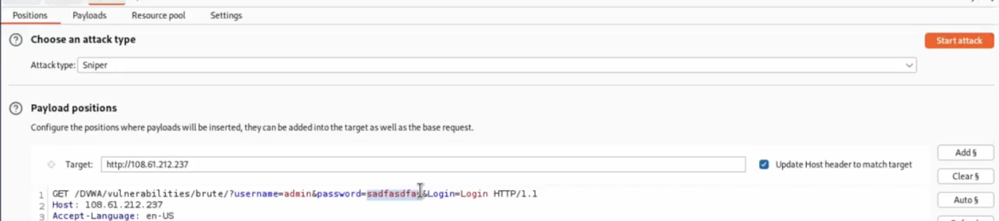 Positions Payloads Resource pool Settings
Choose an attack type
Start attack
Attack type: Sniper
Payload positions
Configure the positions where payloads will be inserted, they can be added into the target as well as the base request.
Add §
Target: http://108.61.212.237
Update Host header to match target
Clear §
1 GET /DVWA/vulnerabilities/brute/?username=admin&password=sadfasdfas&Login=Login HTTP/1.1
2 Host: 108.61.212.237
Auto §
3 Accept-Language: en-US